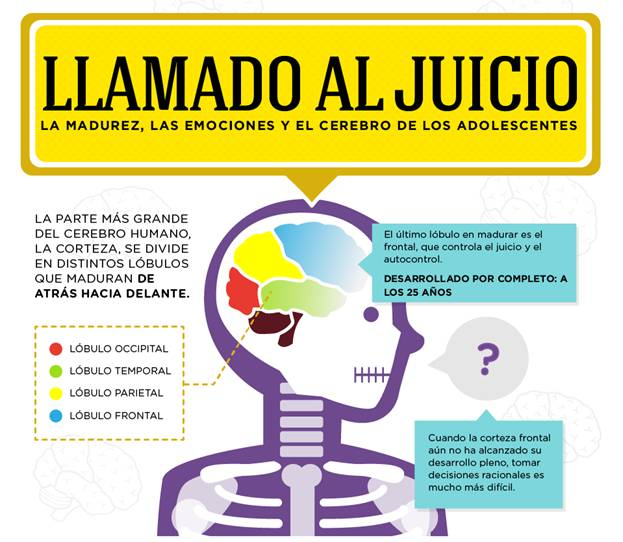 LLAMADO AL JUICIO
LA MADUREZ, LAS EMOCIONES Y EL CEREBRO DE LOS ADOLESCENTES
LA PARTE MÁS GRANDE
DEL CEREBRO HUMANO,
LA CORTEZA, SE DIVIDE
EN DISTINTOS LÓBULOS
QUE MADURAN DE
ATRÁS HACIA DELANTE.
El último lóbulo en madurar es el
frontal, que controla el juicio y el
autocontrol.
DESARROLLADO POR COMPLETO: A
LOS 25 AÑOS
LÓBULO OCCIPITAL
LÓBULO TEMPORAL
LÓBULO PARIETAL
LÓBULO FRONTAL
?
Cuando la corteza frontal
aún no ha alcanzado su
desarrollo pleno, tomar
decisiones racionales es
mucho más difícil.